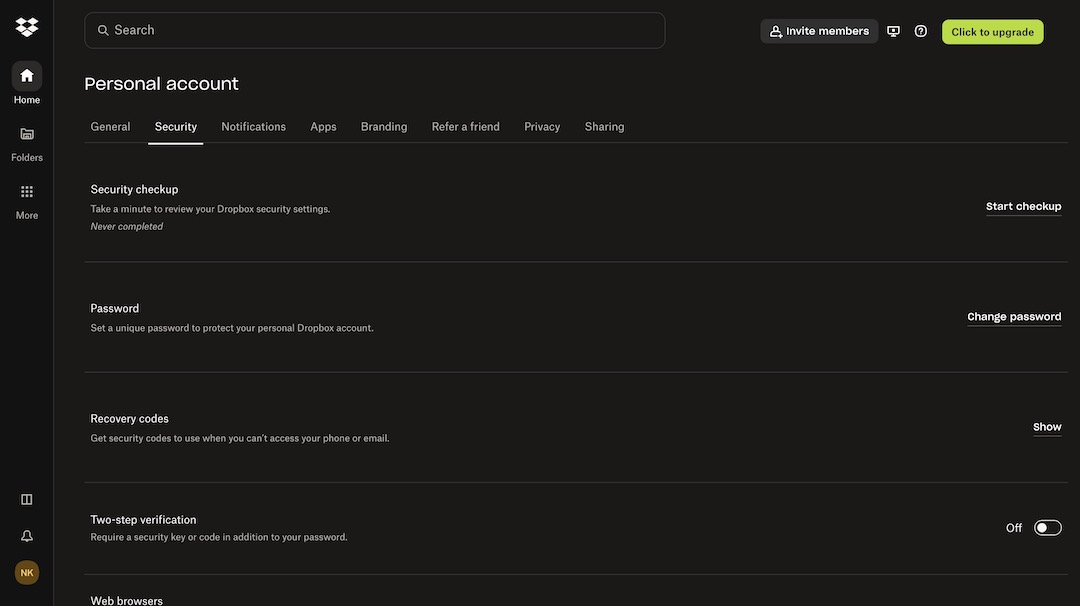 Search
Invite members
Click to upgrade
Home
Folders
More
NK
Personal account
General
Security
Notifications
Apps
Branding
Refer a friend
Privacy
Sharing
Security checkup
Take a minute to review your Dropbox security settings.
Never completed
Start checkup
Password
Set a unique password to protect your personal Dropbox account.
Change password
Recovery codes
Get security codes to use when you can't access your phone or email.
Show
Two-step verification
Require a security key or code in addition to your password.
Off
Web browsers